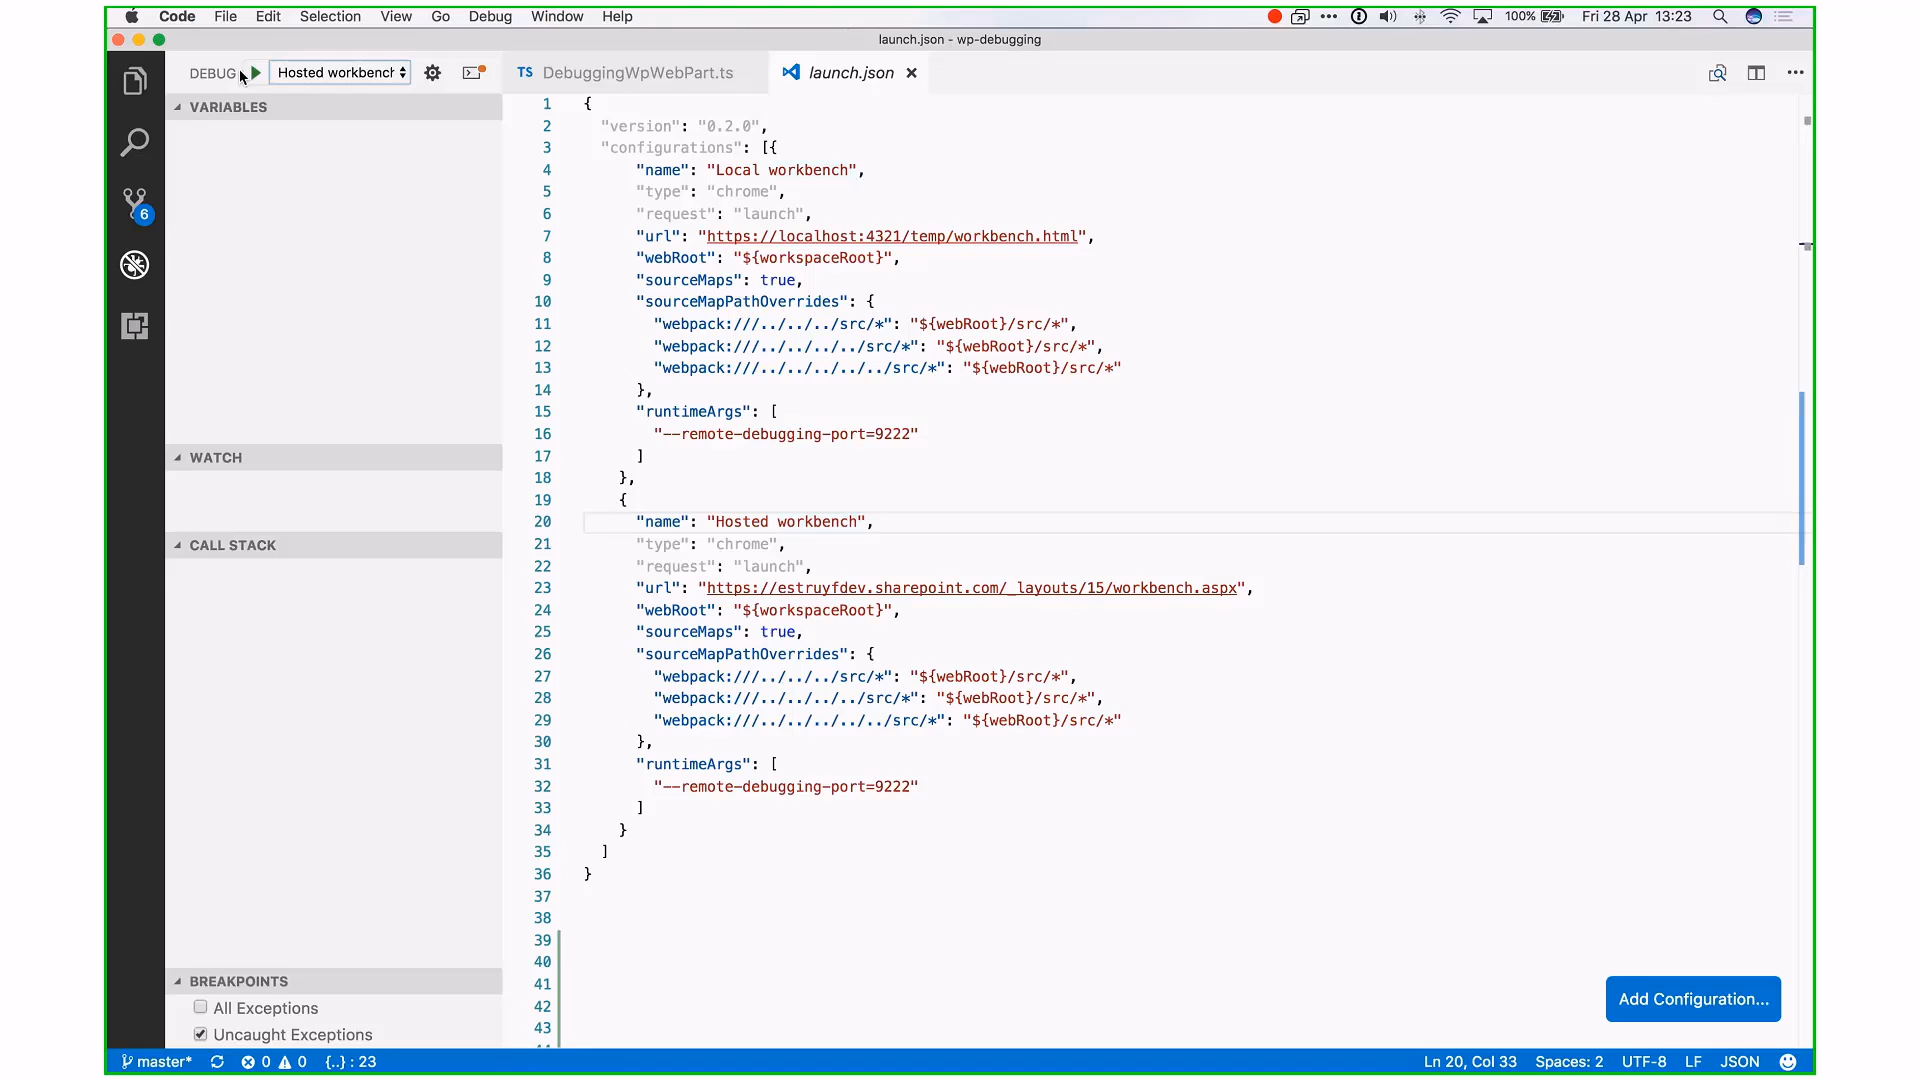 Code File Edit Selection View Go Debug Window Help 100% Fri 28 Apr 13:23
launch.json - wp-debugging
DEBUG Hosted workbench TS DebuggingWpWebPart.ts launch.json
VARIABLES
WATCH
CALL STACK
BREAKPOINTS
All Exceptions
Uncaught Exceptions
6
1 {
2 "version": "0.2.0",
3 "configurations": [{
4 "name": "Local workbench",
5 "type": "chrome",
6 "request": "launch",
7 "url": "https://localhost:4321/temp/workbench.html",
8 "webRoot": "${workspaceRoot}",
9 "sourceMaps": true,
10 "sourceMapPathOverrides": {
11 "webpack:///../../../src/*": "${webRoot}/src/*",
12 "webpack:///../../../../src/*": "${webRoot}/src/*",
13 "webpack:///../../../../../src/*": "${webRoot}/src/*"
14 },
15 "runtimeArgs": [
16 "--remote-debugging-port=9222"
17 ]
18 },
19 {
20 "name": "Hosted workbench",
21 "type": "chrome",
22 "request": "launch",
23 "url": "https://estruyfdev.sharepoint.com/_layouts/15/workbench.aspx",
24 "webRoot": "${workspaceRoot}",
25 "sourceMaps": true,
26 "sourceMapPathOverrides": {
27 "webpack:///../../../src/*": "${webRoot}/src/*",
28 "webpack:///../../../../src/*": "${webRoot}/src/*",
29 "webpack:///../../../../../src/*": "${webRoot}/src/*"
30 },
31 "runtimeArgs": [
32 "--remote-debugging-port=9222"
33 ]
34 }
35 ]
36 }
37
38
39
40
41
42
43
Add Configuration...
master* 0 0 {..} : 23 Ln 20, Col 33 Spaces: 2 UTF-8 LF JSON